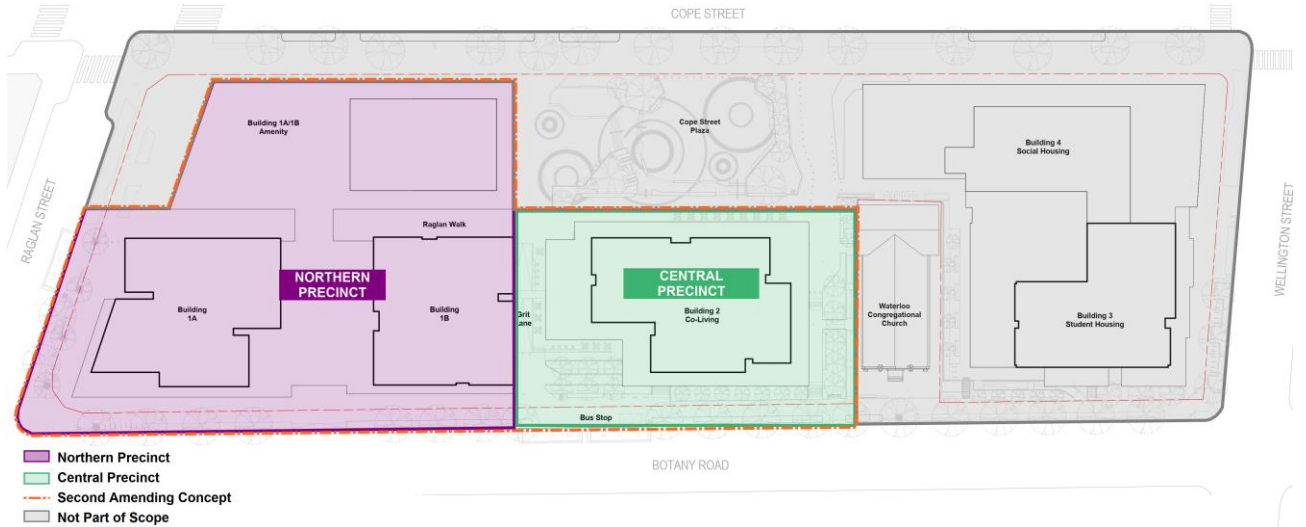 COPE STREET
RAGLAN STREET
Building 1A/1B
Amenity
Cope Street
Plaza
Building 4
Social Housing
WELLINGTON STREET
Raglan Walk
NORTHERN
PRECINCT
CENTRAL
PRECINCT
Building
1A
Building
1B
Grit
Lane
Building 2
Co-Living
Waterloo
Congregational
Church
Building 3
Student Housing
Bus Stop
BOTANY ROAD
Northern Precinct
Central Precinct
Second Amending Concept
Not Part of Scope